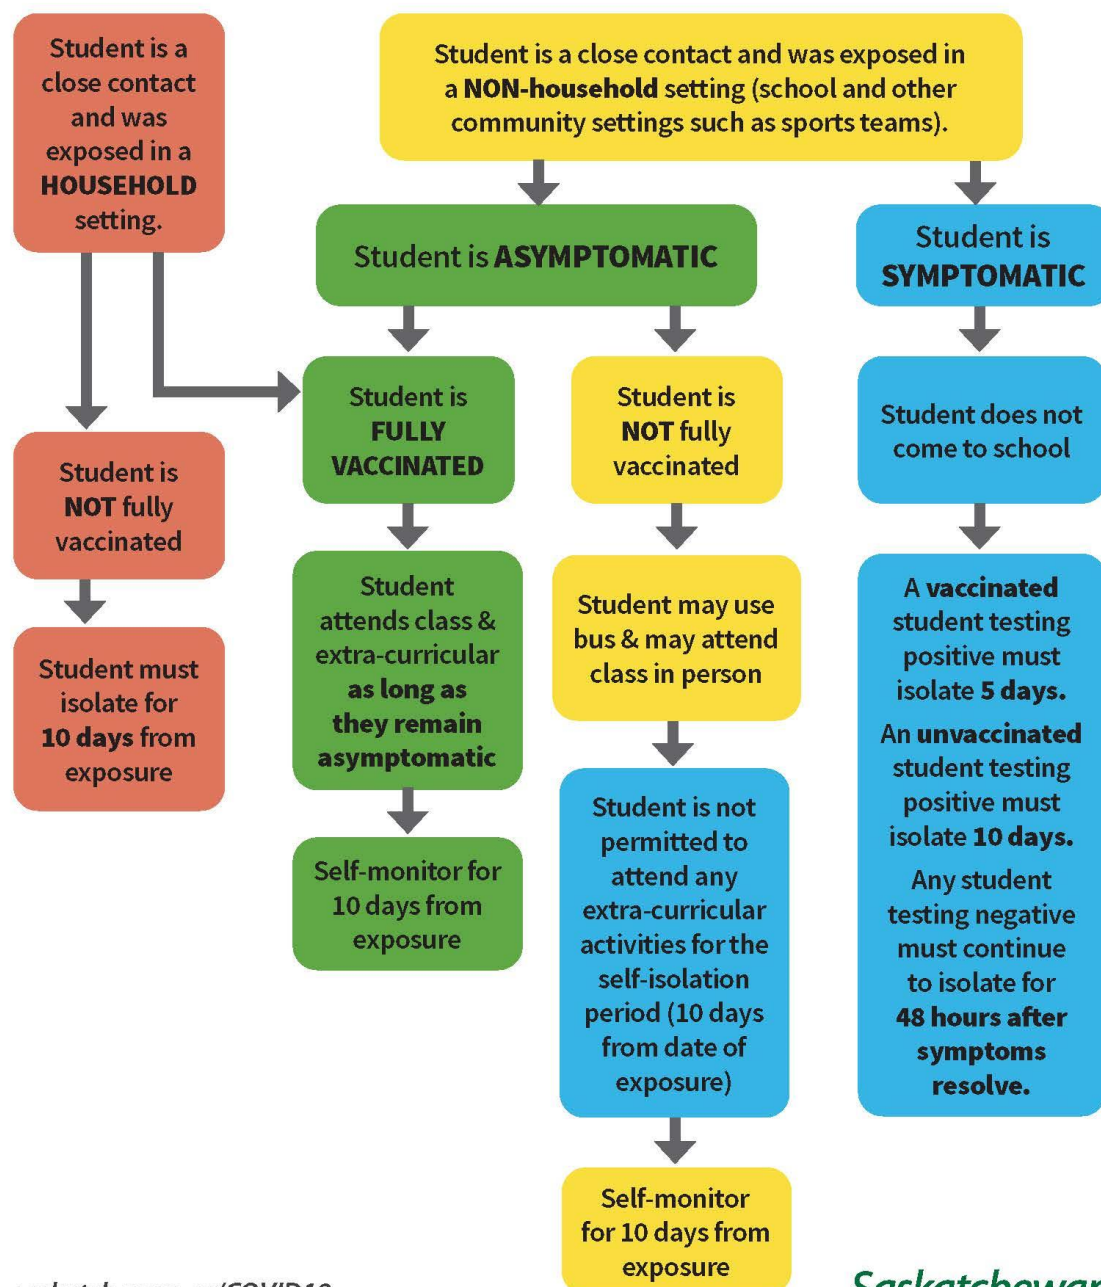 Student is a
close contact
and was
exposed in a
HOUSEHOLD
setting.
Student is
NOT fully
vaccinated
Student must
isolate for
10 days from
exposure
Student is a close contact and was exposed in
a NON-household setting (school and other
community settings such as sports teams).
Student is ASYMPTOMATIC
Student is
FULLY
VACCINATED
Student
attends class &
extra-curricular
as long as
they remain
asymptomatic
Self-monitor for
10 days from
exposure
Student is
NOT fully
vaccinated
Student may use
bus & may attend
class in person
Student is not
permitted to
attend any
extra-curricular
activities for the
self-isolation
period (10 days
from date of
exposure)
Self-monitor
for 10 days from
exposure
Student is
SYMPTOMATIC
Student does not
come to school
A vaccinated
student testing
positive must
isolate 5 days.
An unvaccinated
student testing
positive must
isolate 10 days.
Any student
testing negative
must continue
to isolate for
48 hours after
symptoms
resolve.